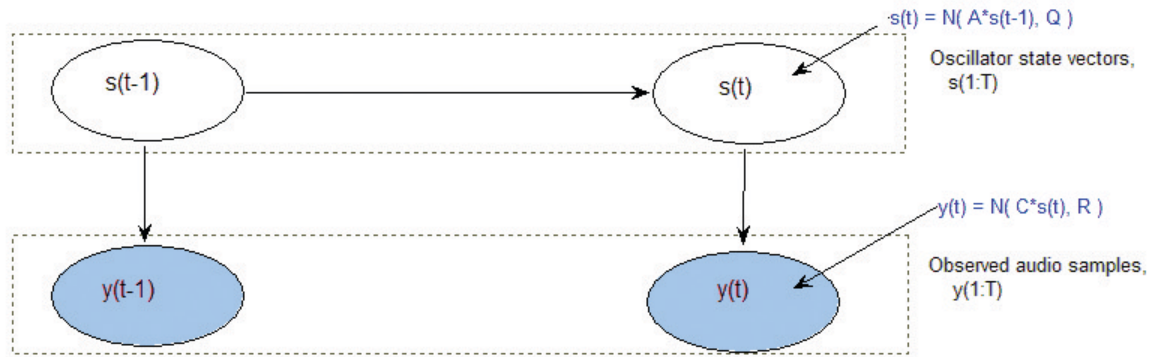 s(t) = N( A*s(t-1), Q )
Oscillator state vectors,
s(1:T)
s(t-1)
s(t)
y(t) = N( C*s(t), R )
Observed audio samples,
y(1:T)
y(t-1)
y(t)